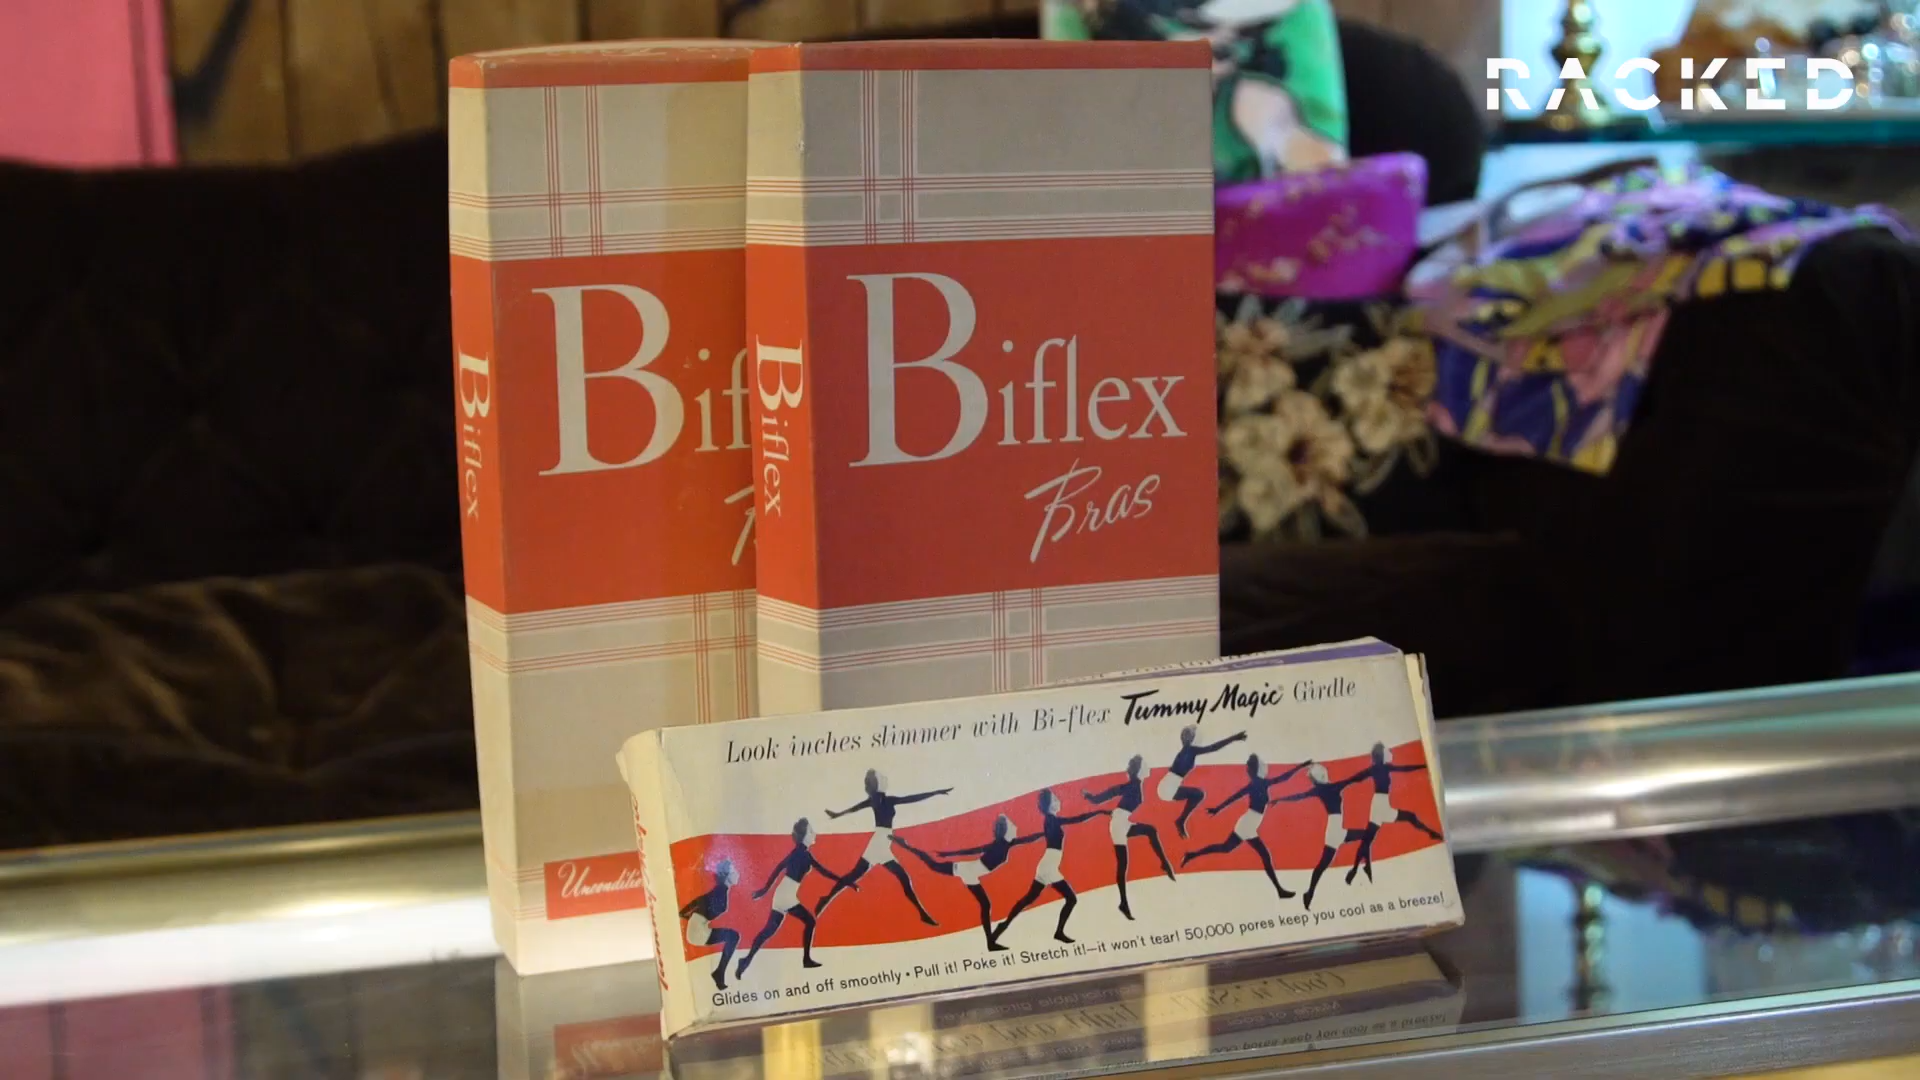 RACKED
Biflex
Biflex
Biflex
Biflex
Bras
Look inches slimmer with Bi-flex Tummy Magic Girdle
Glides on and off smoothly • Pull it! Poke it! Stretch it!—it won't tear! 50,000 pores keep you cool as a breeze!